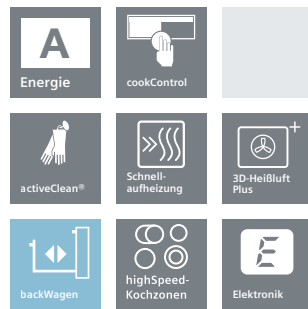 A
Energie
cookControl
activeClean®
Schnell-
aufheizung
+
3D-Heißluft
Plus
backWagen
highSpeed-
Kochzonen
E
Elektronik